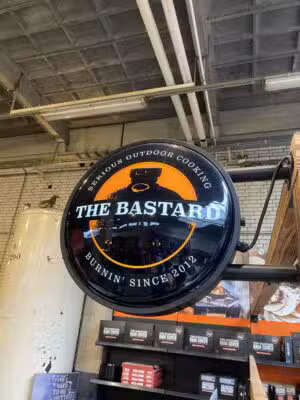 SERIOUS OUTDOOR COOKING
THE BASTARD
BURNIN' SINCE 2012